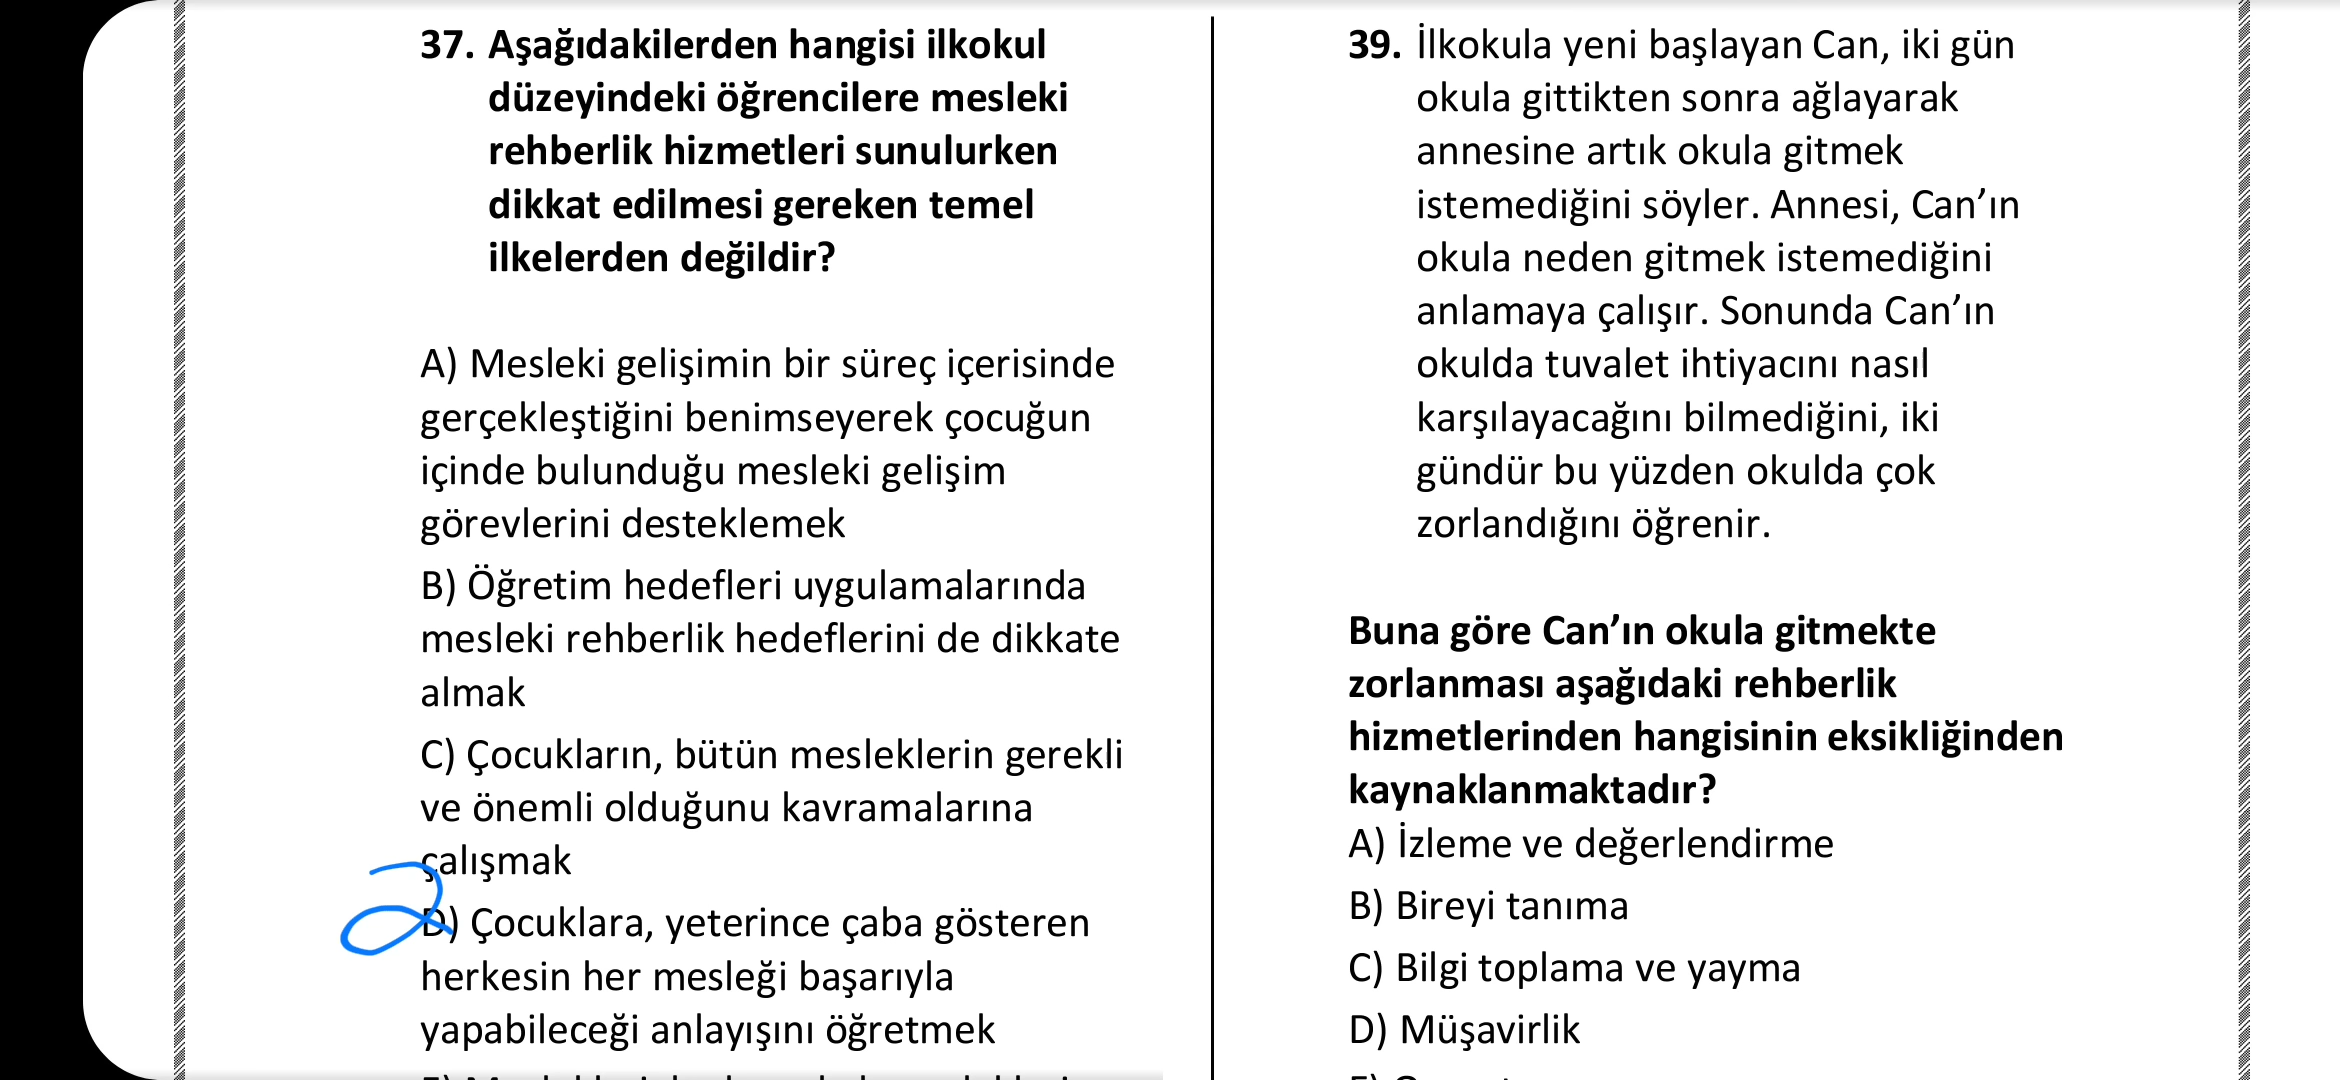 37. Aşağıdakilerden hangisi ilkokul
düzeyindeki öğrencilere mesleki
rehberlik hizmetleri sunulurken
dikkat edilmesi gereken temel
ilkelerden değildir?
A) Mesleki gelişimin bir süreç içerisinde
gerçekleştiğini benimseyerek çocuğun
içinde bulunduğu mesleki gelişim
görevlerini desteklemek
B) Öğretim hedefleri uygulamalarında
mesleki rehberlik hedeflerini de dikkate
almak
C) Çocukların, bütün mesleklerin gerekli
ve önemli olduğunu kavramalarına
çalışmak
D) Çocuklara, yeterince çaba gösteren
herkesin her mesleği başarıyla
yapabileceği anlayışını öğretmek
39. İlkokula yeni başlayan Can, iki gün
okula gittikten sonra ağlayarak
annesine artık okula gitmek
istemediğini söyler. Annesi, Can’ın
okula neden gitmek istemediğini
anlamaya çalışır. Sonunda Can’ın
okulda tuvalet ihtiyacını nasıl
karşılayacağını bilmediğini, iki
gündür bu yüzden okulda çok
zorlandığını öğrenir.
Buna göre Can’ın okula gitmekte
zorlanması aşağıdaki rehberlik
hizmetlerinden hangisinin eksikliğinden
kaynaklanmaktadır?
A) İzleme ve değerlendirme
B) Bireyi tanıma
C) Bilgi toplama ve yayma
D) Müşavirlik